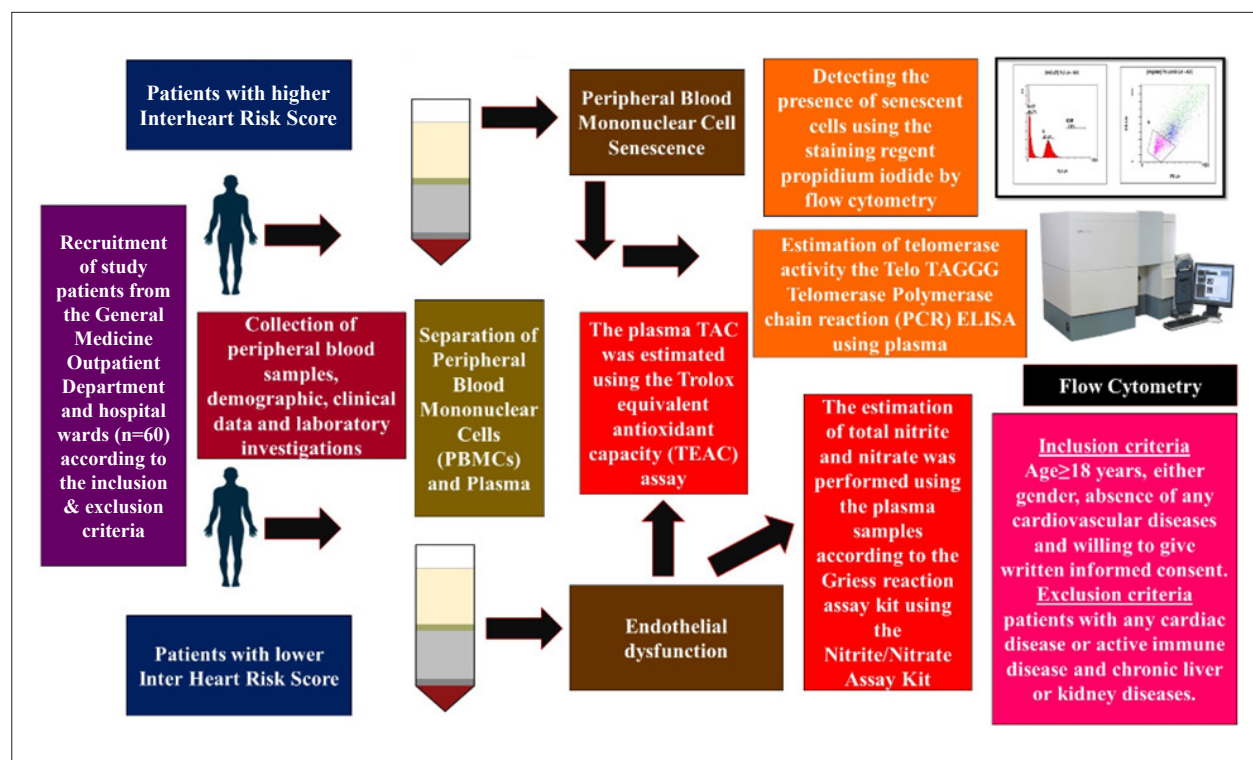 Patients with higher
Interheart Risk Score
Recruitment
of study
patients from
the General
Medicine
Outpatient
Department
and hospital
wards (n=60)
according to
the inclusion
& exclusion
criteria
Collection of
peripheral blood
samples,
demographic, clinical
data and laboratory
investigations
Patients with lower
Inter Heart Risk Score
Separation of
Peripheral
Blood
Mononuclear
Cells
(PBMCs) and
Plasma
Peripheral Blood
Mononuclear Cell
Senescence
The plasma TAC
was estimated
using the Trolox
equivalent
antioxidant
capacity (TEAC)
assay
Endothelial
dysfunction
Detecting the
presence of senescent
cells using the
staining regent
propidium iodide by
flow cytometry
Estimation of telomerase
activity the Telo TAGGG
Telomerase Polymerase
chain reaction (PCR) ELISA
using plasma
The estimation
of total nitrite
and nitrate was
performed using
the plasma
samples
according to the
Griess reaction
assay kit using
the
Nitrite/Nitrate
Assay Kit
Flow Cytometry
Inclusion criteria
Age≥18 years, either
gender, absence of any
cardiovascular diseases
and willing to give
written informed consent.
Exclusion criteria
patients with any cardiac
disease or active immune
disease and chronic liver
or kidney diseases.